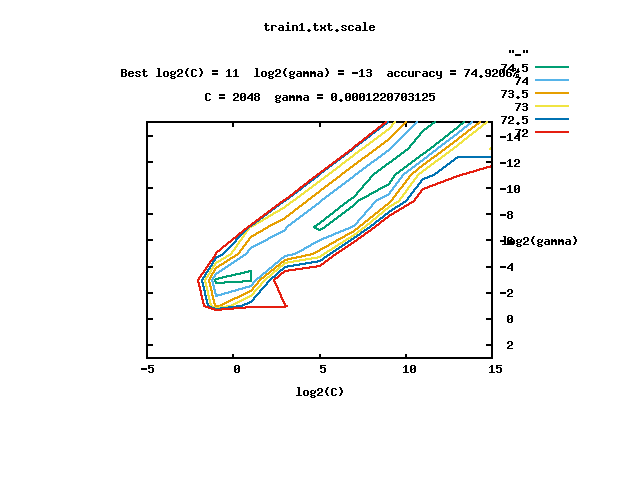 train1.txt.scale
"-"
Best log2(C) = 11 log2(gamma) = -13 accuracy = 74.9206%
74.5
74
C = 2048 gamma = 0.0001220703125
73.5
73
72.5
72
-14
-12
-10
-8
-6
log2(gamma)
-4
-2
0
2
-5 0 5 10 15
log2(C)